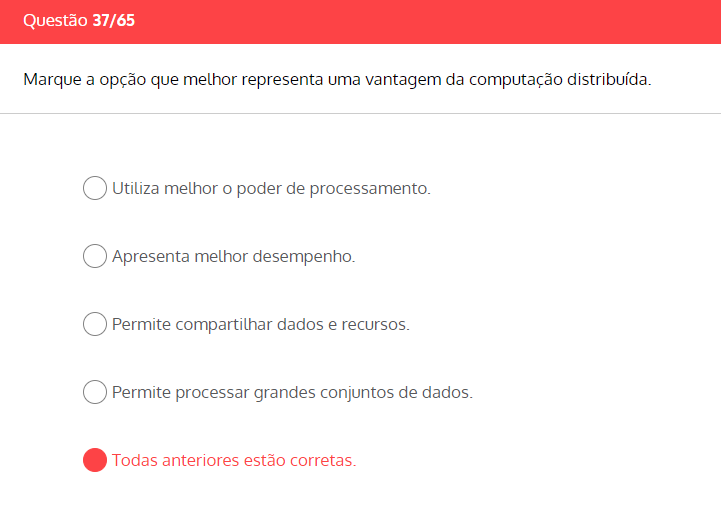 Questão 37/65
Marque a opção que melhor representa uma vantagem da computação distribuída.
Utiliza melhor o poder de processamento.
Apresenta melhor desempenho.
Permite compartilhar dados e recursos.
Permite processar grandes conjuntos de dados.
Todas anteriores estão corretas.